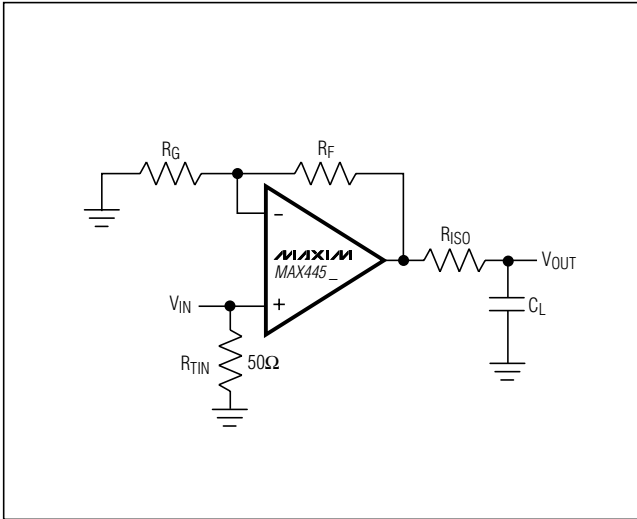 RG
RF
-
MAXIM
MAX445_
RISO
VOUT
VIN
+
CL
RTIN 50Ω